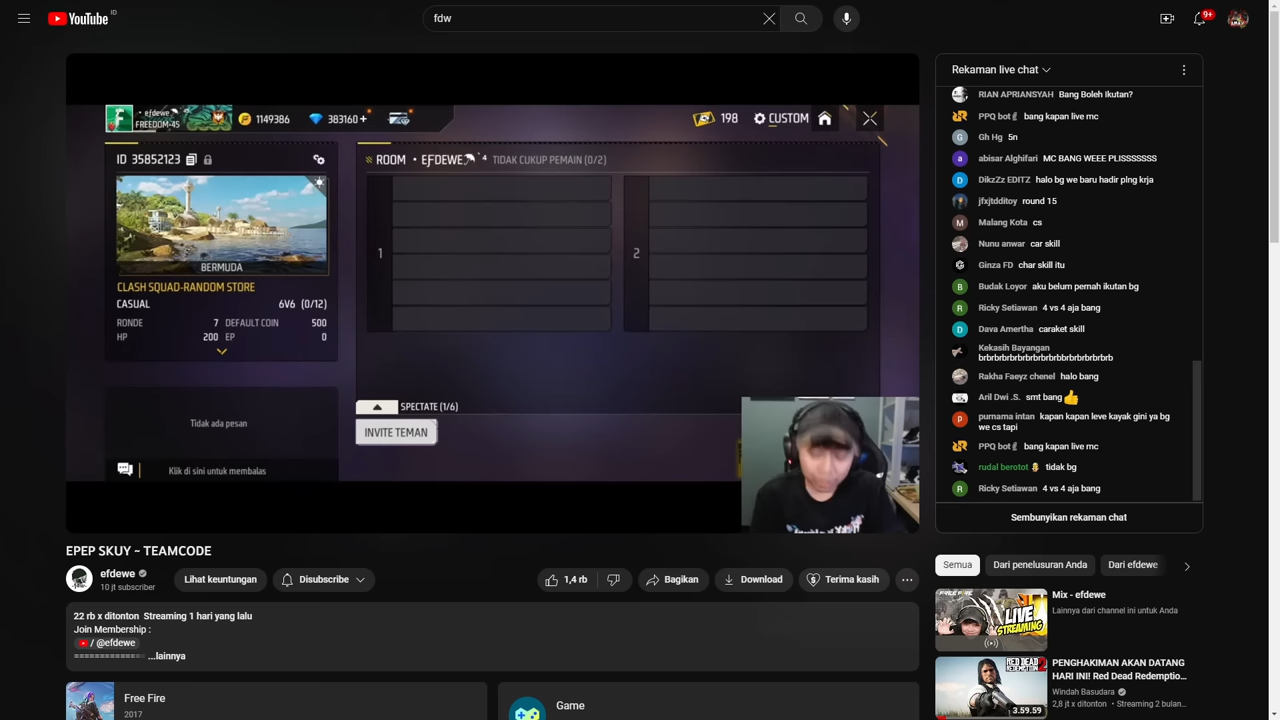 YouTube ID
fdw
9+
efdewe
FREEDOM-45
1149386
383160 +
198
CUSTOM
ID 35852123
BERMUDA
CLASH SQUAD-RANDOM STORE
CASUAL 6V6 (0/12)
RONDE 7 DEFAULT COIN 500
HP 200 EP 0
Tidak ada pesan
Klik di sini untuk membalas
ROOM • EFDEWE TIDAK CUKUP PEMAIN (0/2)
1
2
SPECTATE (1/6)
INVITE TEMAN
Rekaman live chat
RIAN APRIANSYAH Bang Boleh Ikutan?
PPQ bot bang kapan live mc
Gh Hg 5n
abisar Alghifari MC BANG WEEE PLISSSSSSS
DikzZz EDITZ halo bg we baru hadir plng krja
jfxjtdditoy round 15
Malang Kota cs
Nunu anwar car skill
Ginza FD char skill itu
Budak Loyor aku belum pernah ikutan bg
Ricky Setiawan 4 vs 4 aja bang
Dava Amertha caraket skill
Kekasih Bayangan
brbrbrbrbrbrbrbrbrbbrbrbrbrbrb
Rakha Faeyz chenel halo bang
Aril Dwi .S. smt bang
purnama intan kapan kapan leve kayak gini ya bg
we cs tapi
PPQ bot bang kapan live mc
rudal berotot tidak bg
Ricky Setiawan 4 vs 4 aja bang
Sembunyikan rekaman chat
EPEP SKUY ~ TEAMCODE
efdewe
10 jt subscriber
Lihat keuntungan
Disubscribe
1,4 rb
Bagikan
Download
Terima kasih
22 rb x ditonton Streaming 1 hari yang lalu
Join Membership :
/ @efdewe
============= ...lainnya
Free Fire
2017
Game
Semua
Dari penelusuran Anda
Dari efdewe
FREE FIRE
LIVE
STREAMING
Mix - efdewe
Lainnya dari channel ini untuk Anda
3.59.59
PENGHAKIMAN AKAN DATANG
HARI INI! Red Dead Redemptio...
Windah Basudara
2,8 jt x ditonton • Streaming 2 bulan...